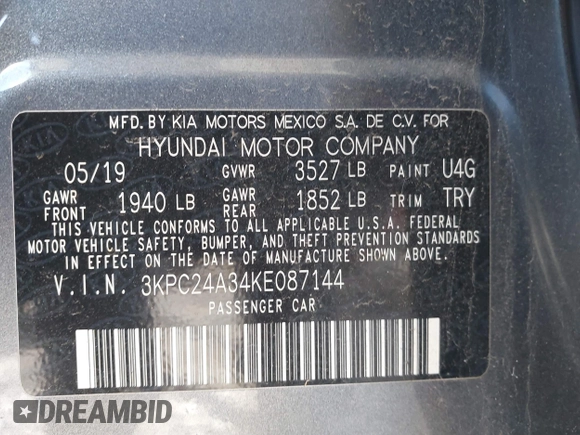 MFD. BY KIA MOTORS MEXICO S.A. DE C.V. FOR
HYUNDAI MOTOR COMPANY
05/19 GVWR 3527 LB PAINT U4G
GAWR FRONT 1940 LB GAWR REAR 1852 LB TRIM TRY
THIS VEHICLE CONFORMS TO ALL APPLICABLE U.S.A. FEDERAL
MOTOR VEHICLE SAFETY, BUMPER, AND THEFT PREVENTION STANDARDS
IN EFFECT ON THE DATE OF MANUFACTURE SHOWN ABOVE.
V.I.N. 3KPC24A34KE087144
PASSENGER CAR
DREAMBID